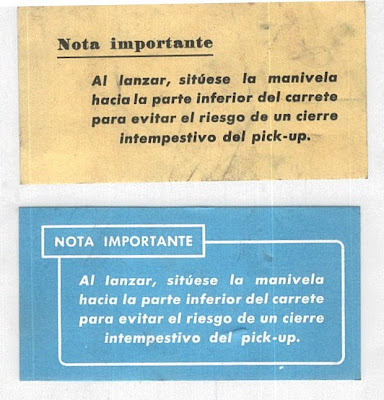 Nota importante
Al lanzar, sitúese la manivela
hacia la parte inferior del carrete
para evitar el riesgo de un cierre
intempestivo del pick-up.
NOTA IMPORTANTE
Al lanzar, sitúese la manivela
hacia la parte inferior del carrete
para evitar el riesgo de un cierre
intempestivo del pick-up.